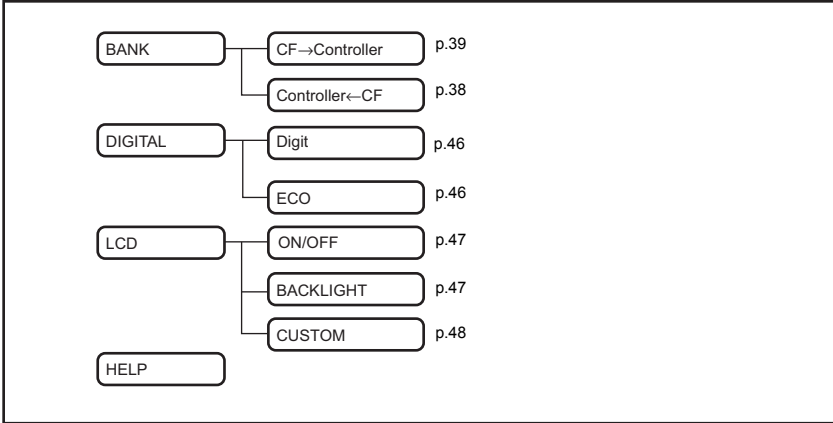 BANK CF→Controller p.39
Controller←CF p.38
DIGITAL Digit p.46
ECO p.46
LCD ON/OFF p.47
BACKLIGHT p.47
CUSTOM p.48
HELP